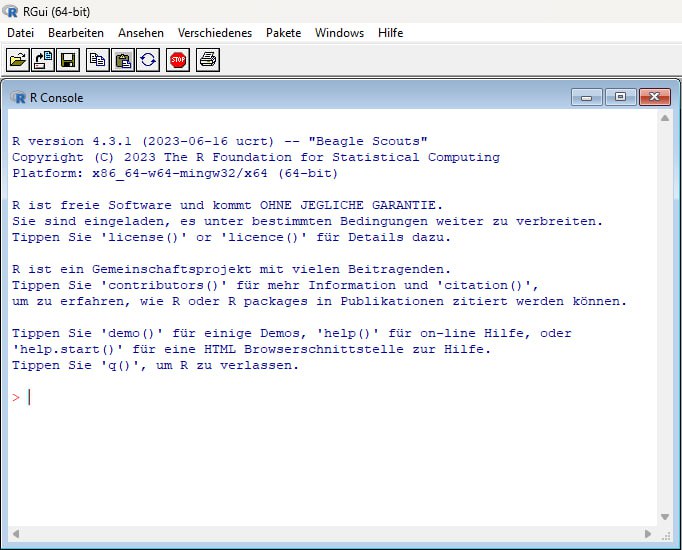 RGui (64-bit)
Datei Bearbeiten Ansehen Verschiedenes Pakete Windows Hilfe
STOP
R Console
R version 4.3.1 (2023-06-16 ucrt) -- "Beagle Scouts"
Copyright (C) 2023 The R Foundation for Statistical Computing
Platform: x86_64-w64-mingw32/x64 (64-bit)
R ist freie Software und kommt OHNE JEGLICHE GARANTIE.
Sie sind eingeladen, es unter bestimmten Bedingungen weiter zu verbreiten.
Tippen Sie 'license()' or 'licence()' für Details dazu.
R ist ein Gemeinschaftsprojekt mit vielen Beitragenden.
Tippen Sie 'contributors()' für mehr Information und 'citation()',
um zu erfahren, wie R oder R packages in Publikationen zitiert werden können.
Tippen Sie 'demo()' für einige Demos, 'help()' für on-line Hilfe, oder
'help.start()' für eine HTML Browserschnittstelle zur Hilfe.
Tippen Sie 'q()', um R zu verlassen.
>